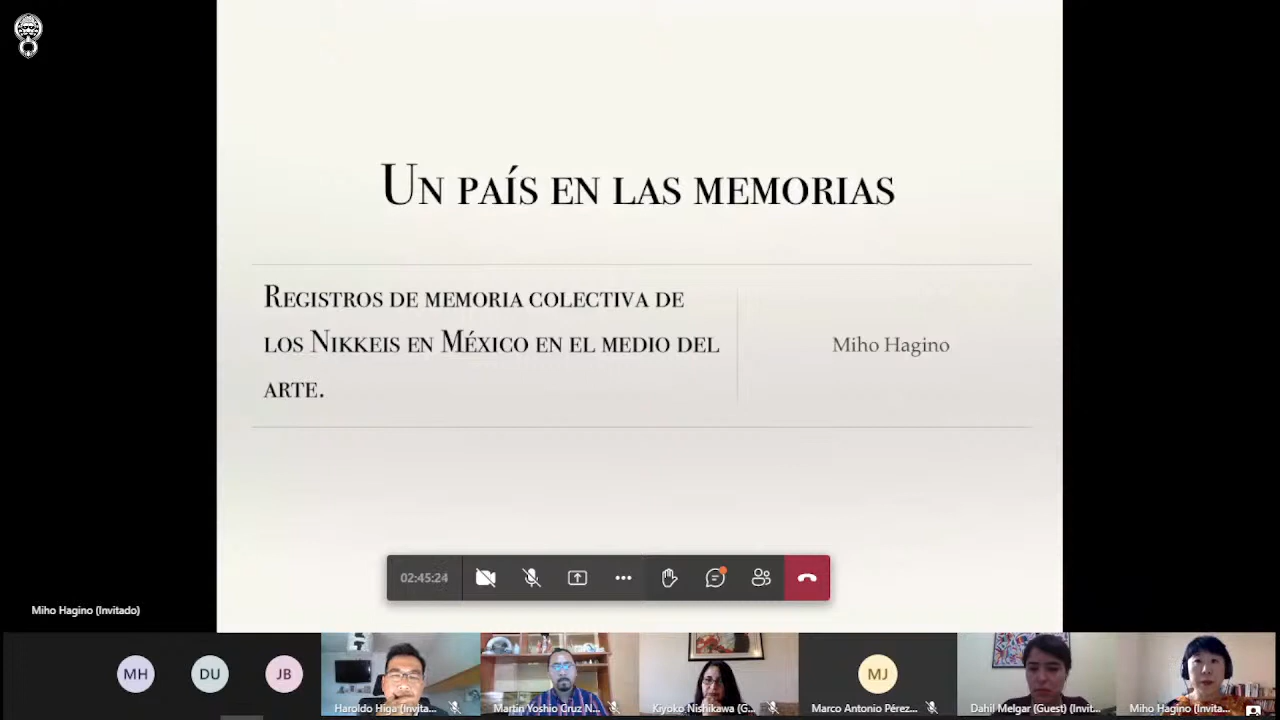 Un país en las memorias
Registros de memoria colectiva de
los Nikkeis en México en el medio del
arte.
Miho Hagino
02:45:24
Miho Hagino (Invitado)
MH
DU
JB
MJ
Haroldo Higa (Invita...
Martin Yoshio Cruz N...
Kiyoko Nishikawa (G...
Marco Antonio Pérez...
Dahil Melgar (Guest) (Invit...
Miho Hagino (Invita...